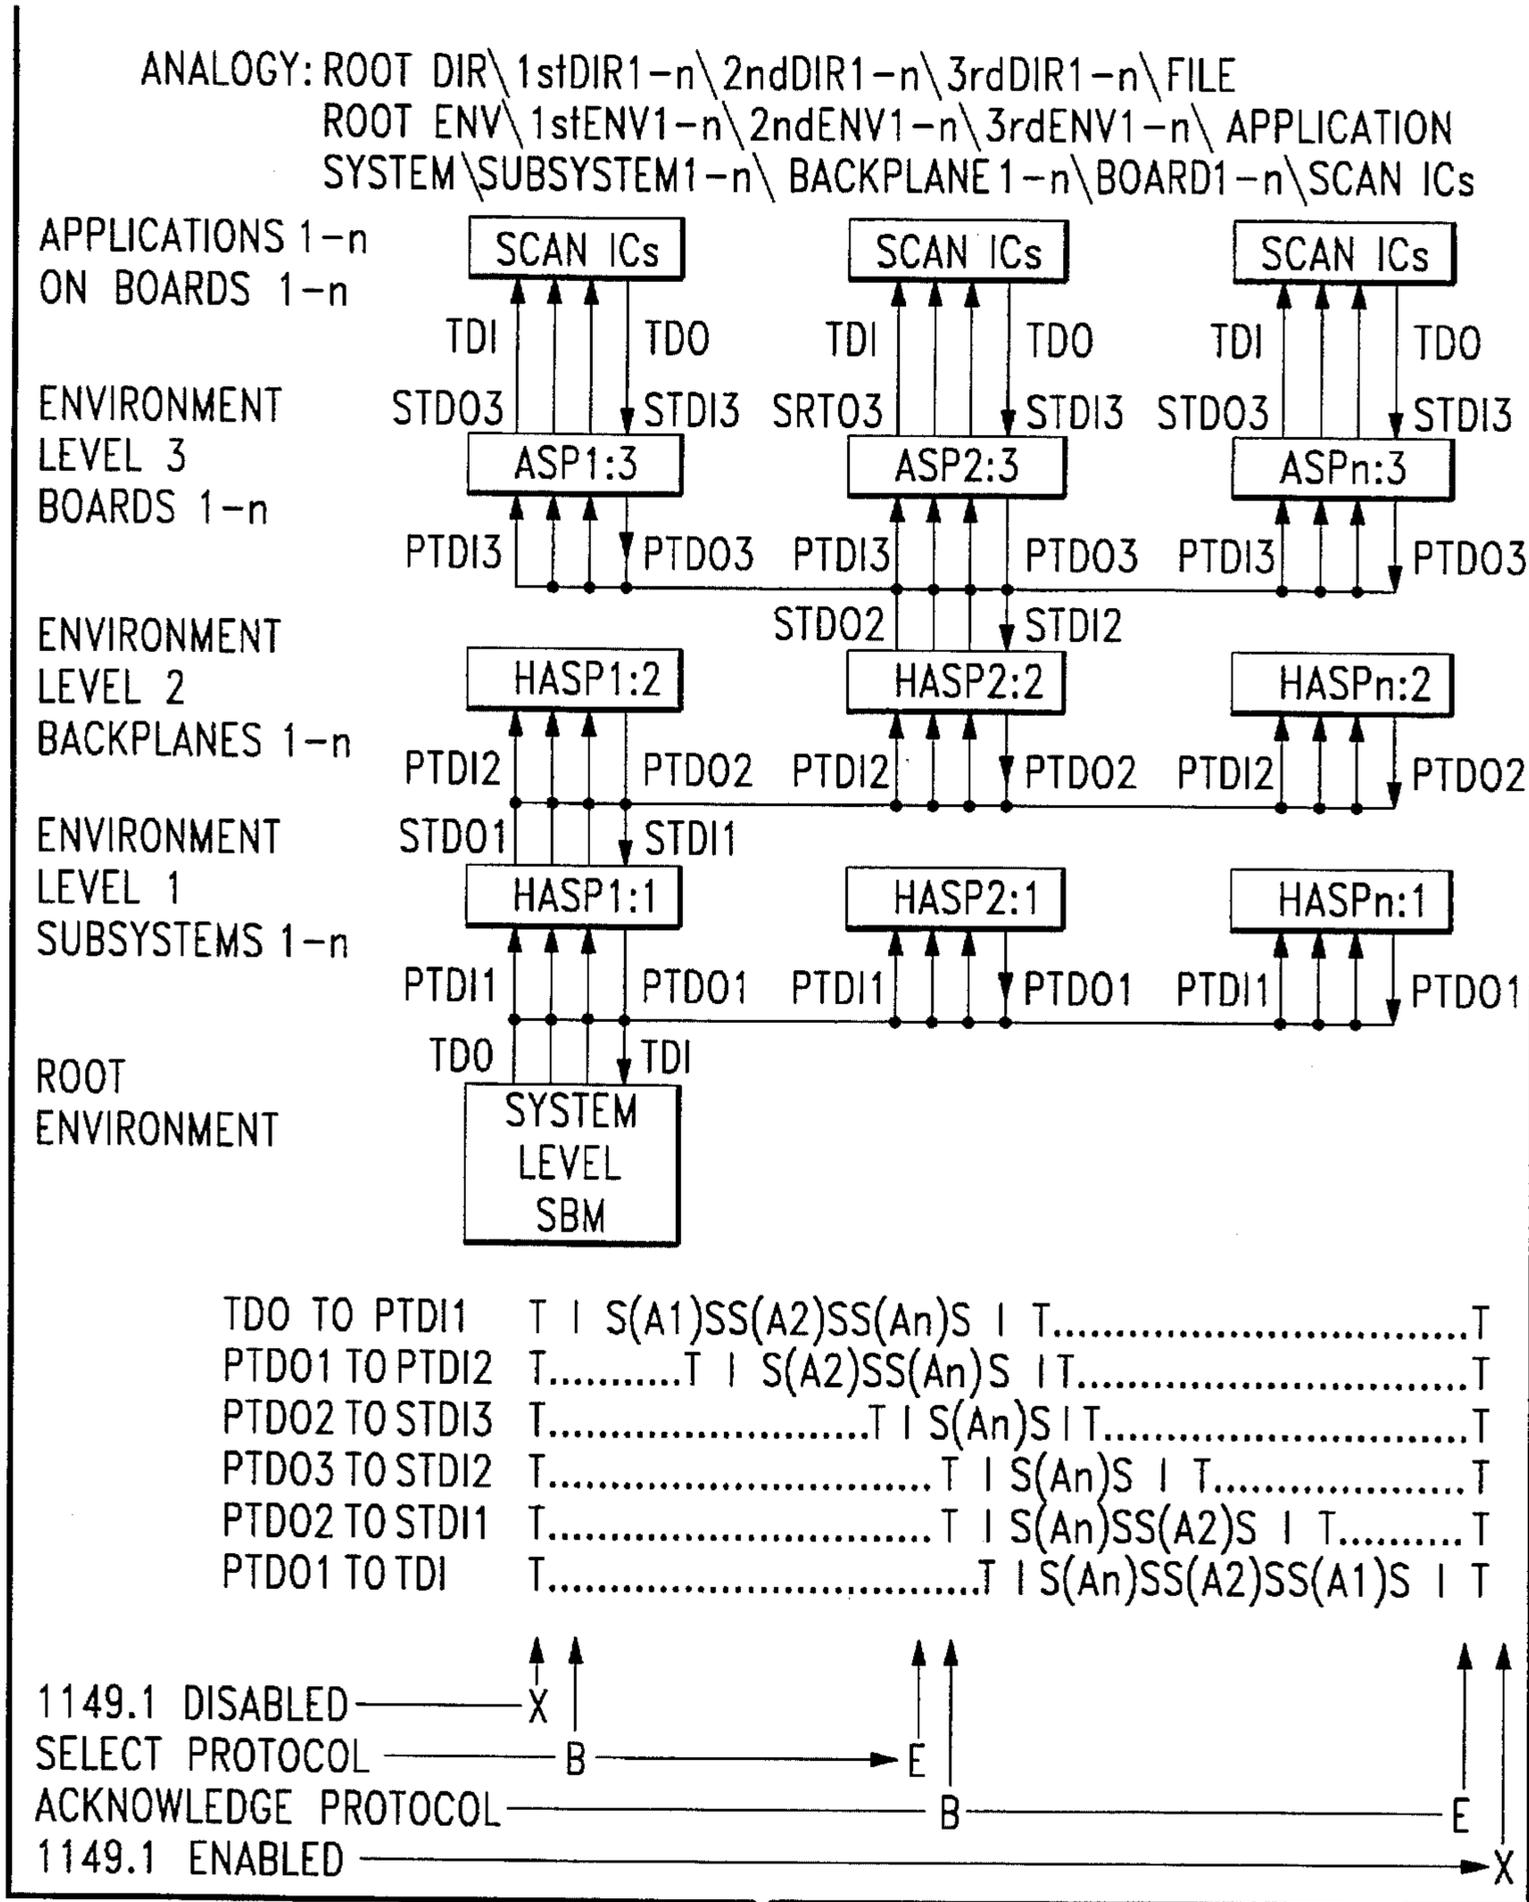 ANALOGY: ROOT DIR\1stDIR1-n\2ndDIR1-n\3rdDIR1-n\FILE
ROOT ENV\1stENV1-n\2ndENV1-n\3rdENV1-n\ APPLICATION
SYSTEM\SUBSYSTEM1-n\ BACKPLANE1-n\BOARD1-n\SCAN ICs
APPLICATIONS 1-n
ON BOARDS 1-n
SCAN ICs SCAN ICs SCAN ICs
TDI TDO TDI TDO TDI TDO
STDO3 STDI3 SRTO3 STDI3 STDO3 STDI3
ENVIRONMENT
LEVEL 3
BOARDS 1-n
ASP1:3 ASP2:3 ASPn:3
PTDI3 PTDO3 PTDI3 PTDO3 PTDI3 PTDO3
STDO2 STDI2
ENVIRONMENT
LEVEL 2
BACKPLANES 1-n
HASP1:2 HASP2:2 HASPn:2
PTDI2 PTDO2 PTDI2 PTDO2 PTDI2 PTDO2
STDO1 STDI1
ENVIRONMENT
LEVEL 1
SUBSYSTEMS 1-n
HASP1:1 HASP2:1 HASPn:1
PTDI1 PTDO1 PTDI1 PTDO1 PTDI1 PTDO1
TDO TDI
ROOT
ENVIRONMENT
SYSTEM
LEVEL
SBM
TDO TO PTDI1 T I S(A1)SS(A2)SS(An)S I T.................................T
PTDO1 TO PTDI2 T...........T I S(A2)SS(An)S IT...............................T
PTDO2 TO STDI3 T..........................T I S(An)SIT.............................T
PTDO3 TO STDI2 T...............................T I S(An)S I T....................T
PTDO2 TO STDI1 T...............................T I S(An)SS(A2)S I T..........T
PTDO1 TO TDI T...................................T I S(An)SS(A2)SS(A1)S I T
1149.1 DISABLED X
SELECT PROTOCOL B E
ACKNOWLEDGE PROTOCOL B E
1149.1 ENABLED X